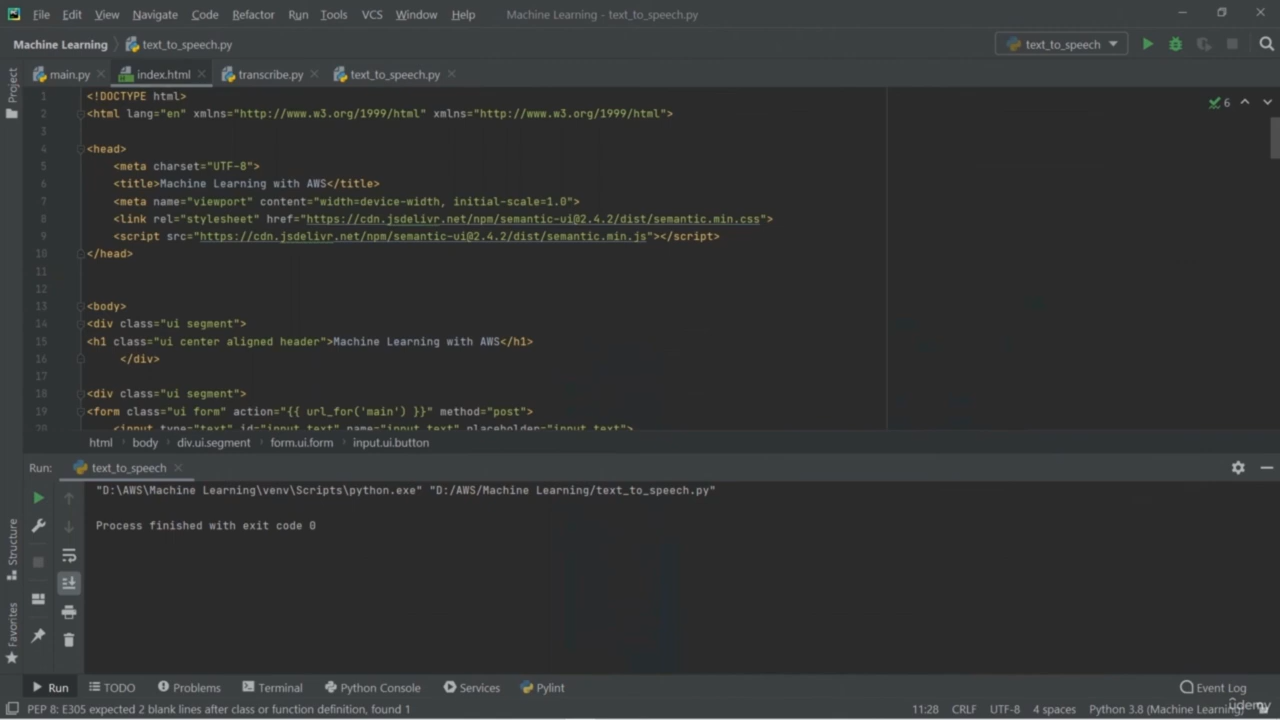 File Edit View Navigate Code Refactor Run Tools VCS Window Help Machine Learning - text_to_speech.py
Machine Learning text_to_speech.py text_to_speech
main.py index.html transcribe.py text_to_speech.py
Project
1 <!DOCTYPE html>
6
2 <html lang="en" xmlns="http://www.w3.org/1999/html" xmlns="http://www.w3.org/1999/html">
3
4 <head>
5 <meta charset="UTF-8">
6 <title>Machine Learning with AWS</title>
7 <meta name="viewport" content="width=device-width, initial-scale=1.0">
8 <link rel="stylesheet" href="https://cdn.jsdelivr.net/npm/semantic-ui@2.4.2/dist/semantic.min.css">
9 <script src="https://cdn.jsdelivr.net/npm/semantic-ui@2.4.2/dist/semantic.min.js"></script>
10 </head>
11
12
13 <body>
14 <div class="ui segment">
15 <h1 class="ui center aligned header">Machine Learning with AWS</h1>
16 </div>
17
18 <div class="ui segment">
19 <form class="ui form" action="{{ url_for('main') }}" method="post">
20 <input type="text" id="input_text" name="input_text" placeholder="input text">
html body div.ui.segment form.ui.form input.ui.button
Run: text_to_speech
"D:\AWS\Machine Learning\venv\Scripts\python.exe" "D:/AWS/Machine Learning/text_to_speech.py"
Process finished with exit code 0
Structure
Favorites
Run TODO Problems Terminal Python Console Services Pylint Event Log
PEP 8: E305 expected 2 blank lines after class or function definition, found 1 11:28 CRLF UTF-8 4 spaces Python 3.8 (Machine Learning)
udemy